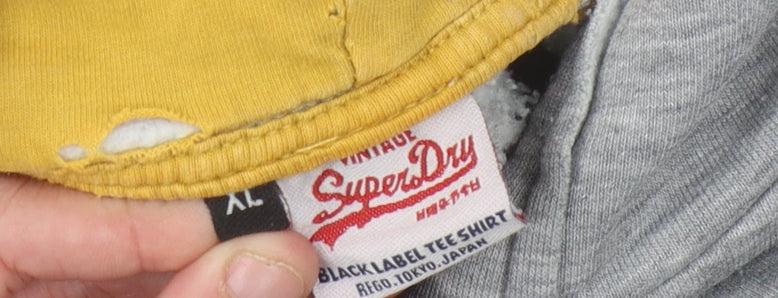 VINTAGE
SuperDry
XL
BLACK LABEL TEE SHIRT
REGD.TOKYO.JAPAN